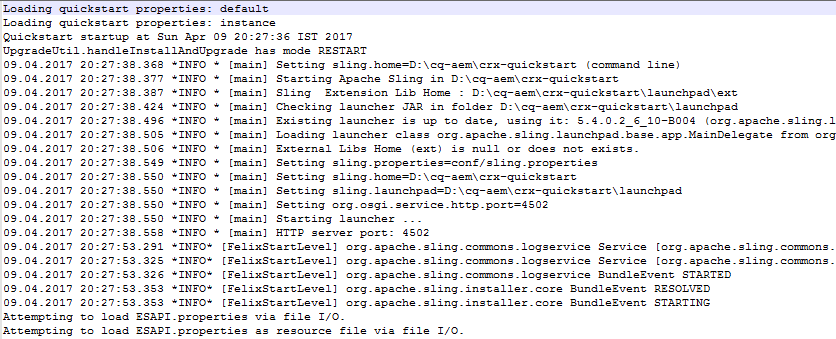 Loading quickstart properties: default
Loading quickstart properties: instance
Quickstart startup at Sun Apr 09 20:27:36 IST 2017
UpgradeUtil.handleInstallAndUpgrade has mode RESTART
09.04.2017 20:27:38.368 *INFO * [main] Setting sling.home=D:\cq-aem\crx-quickstart (command line)
09.04.2017 20:27:38.377 *INFO * [main] Starting Apache Sling in D:\cq-aem\crx-quickstart
09.04.2017 20:27:38.387 *INFO * [main] Sling  Extension Lib Home : D:\cq-aem\crx-quickstart\launchpad\ext
09.04.2017 20:27:38.424 *INFO * [main] Checking launcher JAR in folder D:\cq-aem\crx-quickstart\launchpad
09.04.2017 20:27:38.496 *INFO * [main] Existing launcher is up to date, using it: 5.4.0.2_6_10-B004 (org.apache.sling.l
09.04.2017 20:27:38.505 *INFO * [main] Loading launcher class org.apache.sling.launchpad.base.app.MainDelegate from org
09.04.2017 20:27:38.506 *INFO * [main] External Libs Home (ext) is null or does not exists.
09.04.2017 20:27:38.549 *INFO * [main] Setting sling.properties=conf/sling.properties
09.04.2017 20:27:38.550 *INFO * [main] Setting sling.home=D:\cq-aem\crx-quickstart
09.04.2017 20:27:38.550 *INFO * [main] Setting sling.launchpad=D:\cq-aem\crx-quickstart\launchpad
09.04.2017 20:27:38.550 *INFO * [main] Setting org.osgi.service.http.port=4502
09.04.2017 20:27:38.550 *INFO * [main] Starting launcher ...
09.04.2017 20:27:38.558 *INFO * [main] HTTP server port: 4502
09.04.2017 20:27:53.291 *INFO* [FelixStartLevel] org.apache.sling.commons.logservice Service [org.apache.sling.commons.
09.04.2017 20:27:53.325 *INFO* [FelixStartLevel] org.apache.sling.commons.logservice Service [org.apache.sling.commons.
09.04.2017 20:27:53.326 *INFO* [FelixStartLevel] org.apache.sling.commons.logservice BundleEvent STARTED
09.04.2017 20:27:53.353 *INFO* [FelixStartLevel] org.apache.sling.installer.core BundleEvent RESOLVED
09.04.2017 20:27:53.353 *INFO* [FelixStartLevel] org.apache.sling.installer.core BundleEvent STARTING
Attempting to load ESAPI.properties via file I/O.
Attempting to load ESAPI.properties as resource file via file I/O.